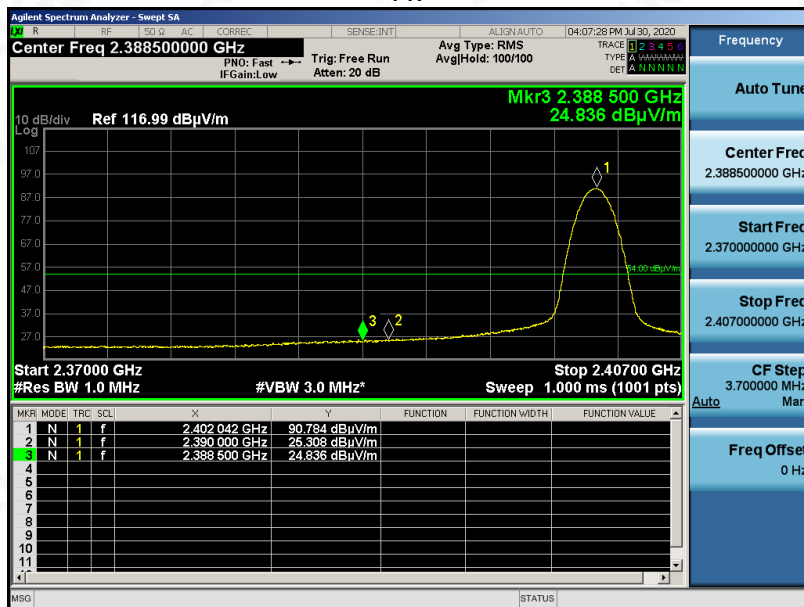 Agilent Spectrum Analyzer - Swept SA
LXI R RF 50 Ω AC CORREC SENSE:INT ALIGN AUTO 04:07:28 PM Jul 30, 2020
Center Freq 2.388500000 GHz
PNO: Fast
IFGain:Low
Trig: Free Run
Atten: 20 dB
Avg Type: RMS
Avg|Hold: 100/100
TRACE 1 2 3 4 5 6
TYPE A WWWWW
DET A N N N N N
Mkr3 2.388 500 GHz
24.836 dBµV/m
10 dB/div Ref 116.99 dBµV/m
Log
107
97.0
87.0
77.0
67.0
57.0
47.0
37.0
27.0
1
54.00 dBµV/m
3
2
Start 2.37000 GHz
Stop 2.40700 GHz
#Res BW 1.0 MHz
#VBW 3.0 MHz*
Sweep 1.000 ms (1001 pts)
MKR MODE TRC SCL X Y FUNCTION FUNCTION WIDTH FUNCTION VALUE
1 N 1 f 2.402 042 GHz 90.784 dBµV/m
2 N 1 f 2.390 000 GHz 25.308 dBµV/m
3 N 1 f 2.388 500 GHz 24.836 dBµV/m
4
5
6
7
8
9
10
11
MSG
STATUS
Frequency
Auto Tune
Center Freq
2.388500000 GHz
Start Freq
2.370000000 GHz
Stop Freq
2.407000000 GHz
CF Step
3.700000 MHz
Auto Man
Freq Offset
0 Hz